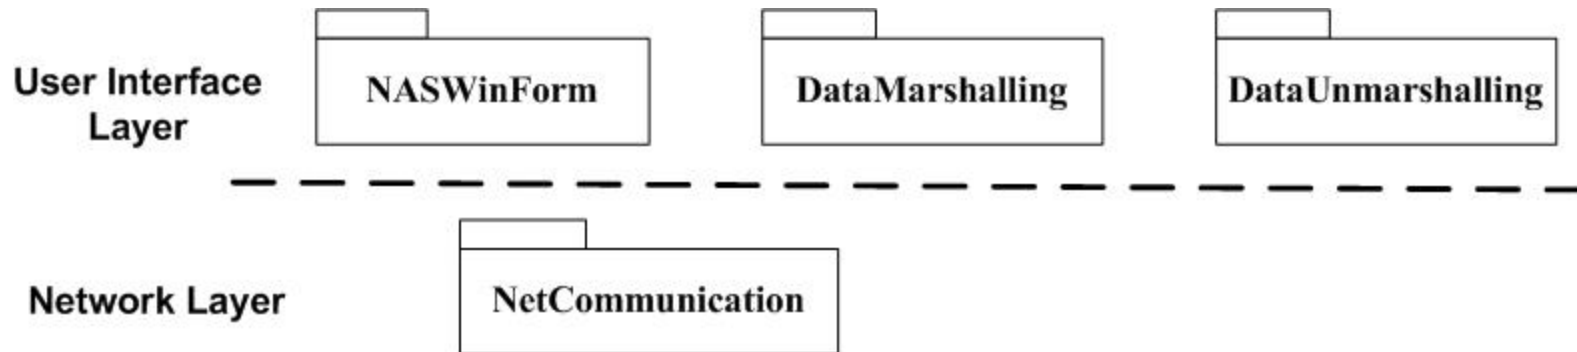 User Interface
Layer
NASWinForm
DataMarshalling
DataUnmarshalling
Network Layer
NetCommunication